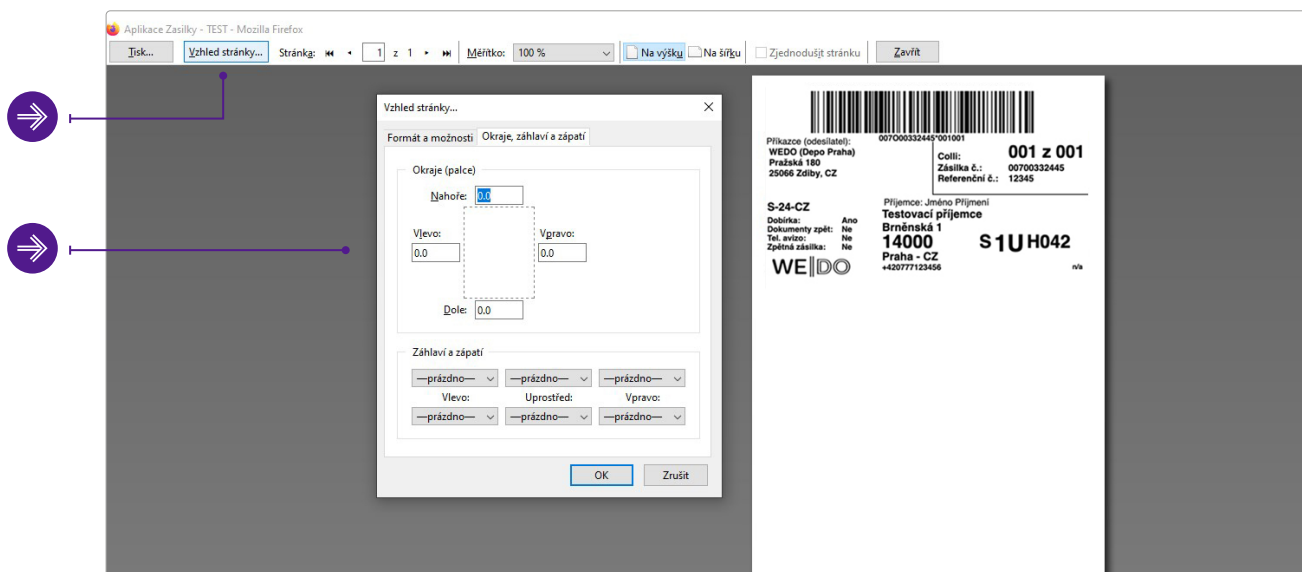 Aplikace Zasilky - TEST - Mozilla Firefox
Tisk... Vzhled stránky... Stránka: 1 z 1 Měřítko: 100 % Na výšku Na šířku Zjednodušit stránku Zavřít
Vzhled stránky...
Formát a možnosti Okraje, záhlaví a zápatí
Okraje (palce)
Nahoře: 0.0
Vlevo: Vpravo:
0.0 0.0
Dole: 0.0
Záhlaví a zápatí
—prázdno— —prázdno— —prázdno—
Vlevo: Uprostřed: Vpravo:
—prázdno— —prázdno— —prázdno—
OK Zrušit
00700332445*001001
Příkazce (odesílatel):
WEDO (Depo Praha)
Pražská 180
25066 Zdiby, CZ
Colli: 001 z 001
Zásilka č.: 00700332445
Referenční č.: 12345
S-24-CZ
Dobírka: Ano
Dokumenty zpět: Ne
Tel. avizo: Ne
Zpětná zásilka: Ne
WE|DO
Příjemce: Jméno Příjmení
Testovací příjemce
Brněnská 1
14000 S1U H042
Praha - CZ
+420777123456 n/a